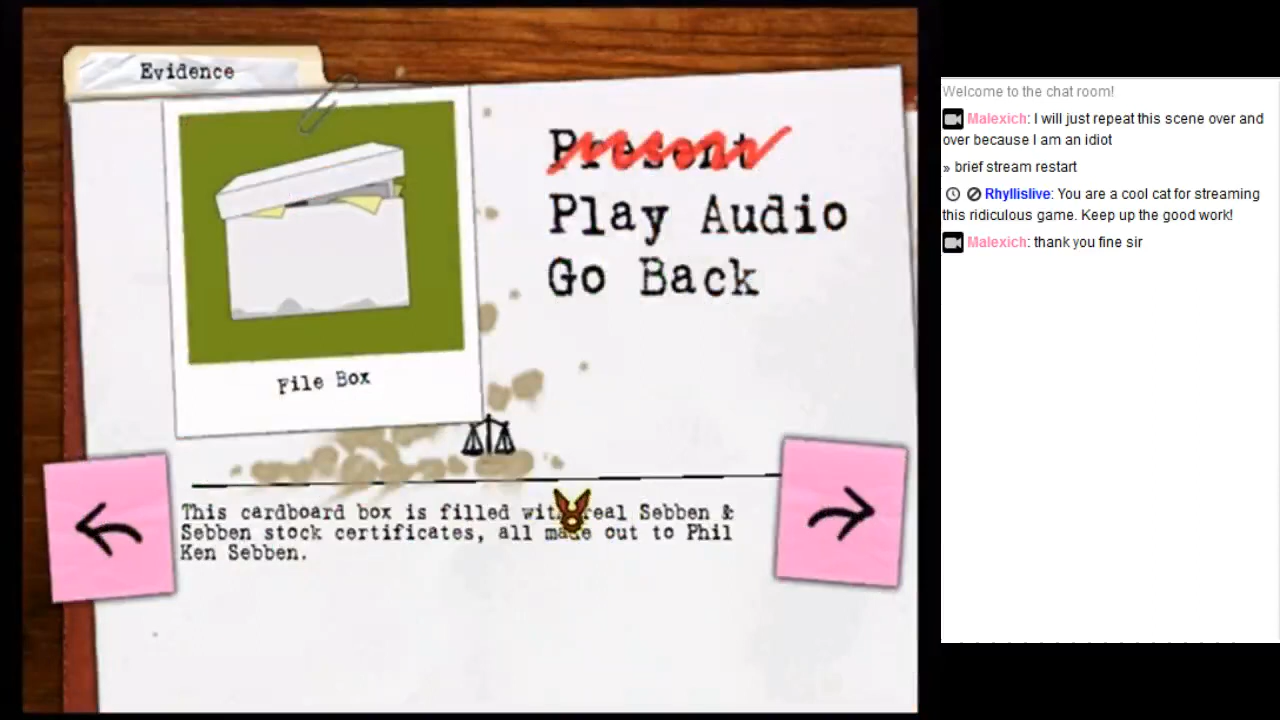 Evidence
Present
Play Audio
Go Back
File Box
This cardboard box is filled with real Sebben &
Sebben stock certificates, all made out to Phil
Ken Sebben.
Welcome to the chat room!
Malexich: I will just repeat this scene over and
over because I am an idiot
» brief stream restart
Rhyllislive: You are a cool cat for streaming
this ridiculous game. Keep up the good work!
Malexich: thank you fine sir